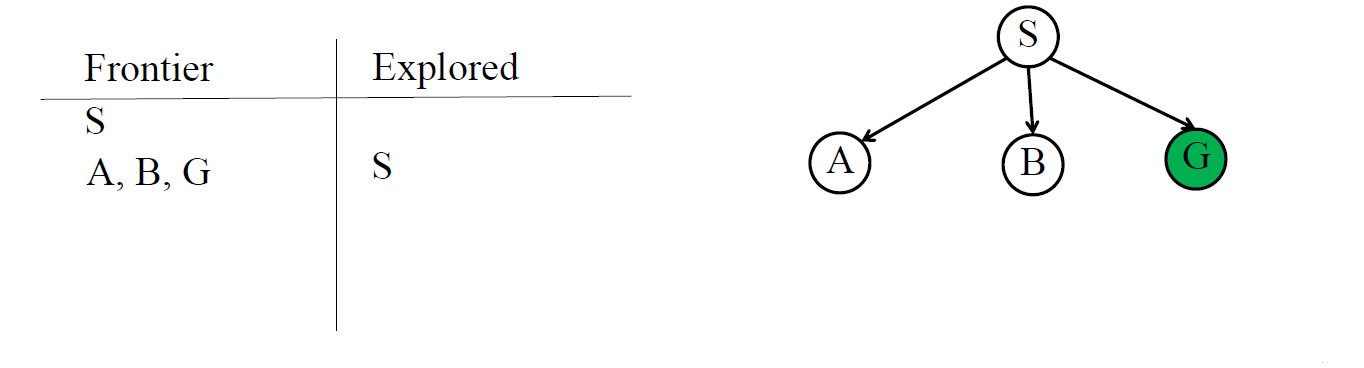 Frontier Explored
S
A, B, G S
S
A B G